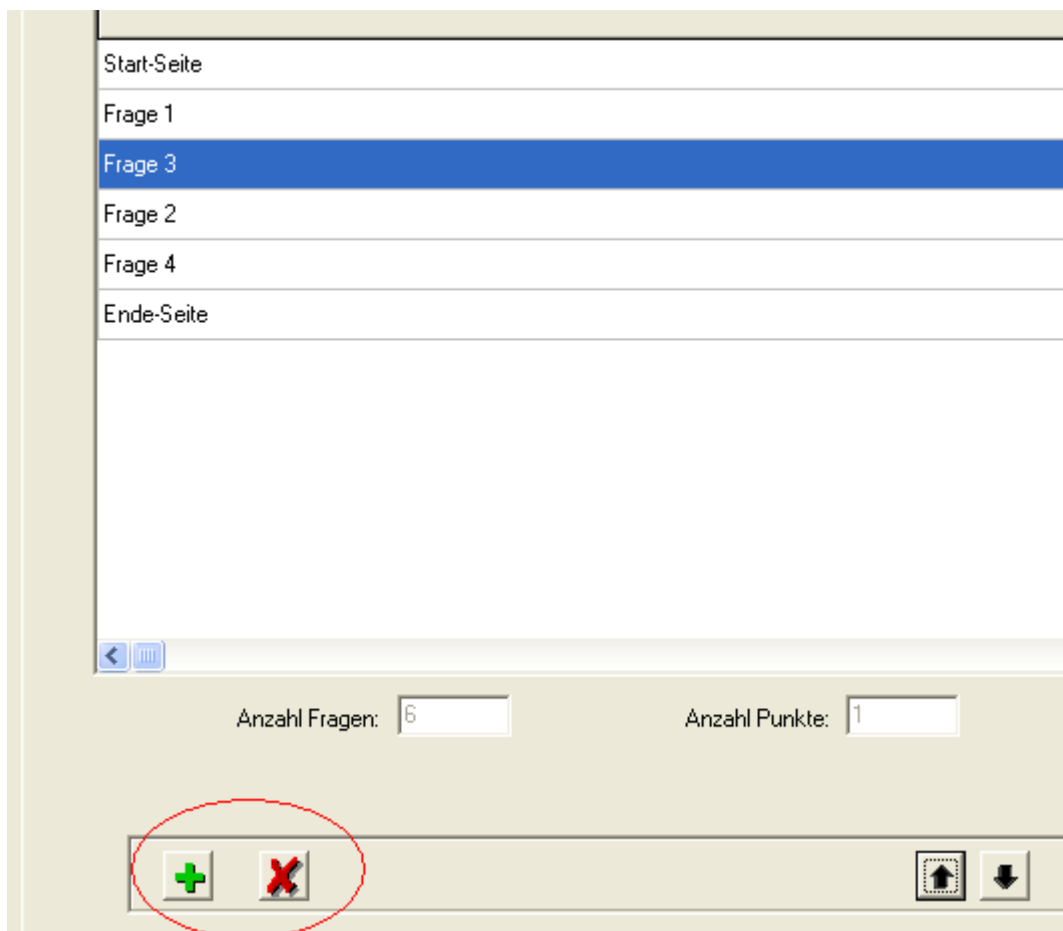 Start-Seite
Frage 1
Frage 3
Frage 2
Frage 4
Ende-Seite
Anzahl Fragen: 6 Anzahl Punkte: 1